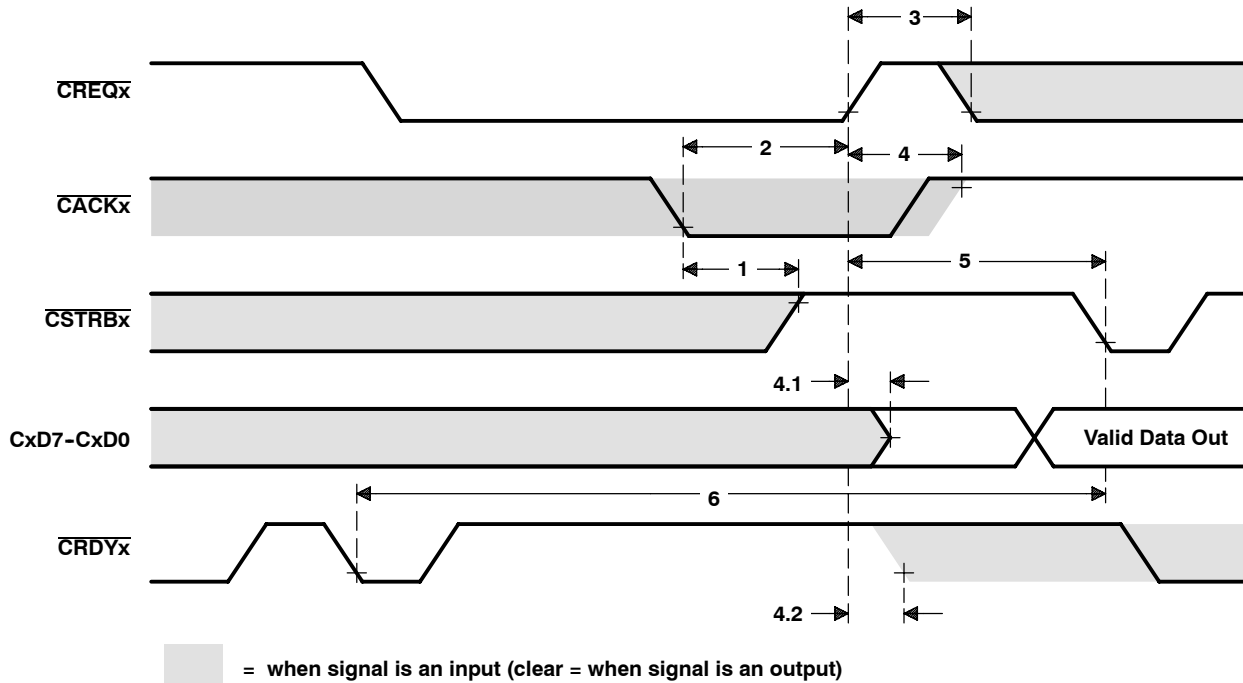 3
CREQx
2
4
CACKx
1
5
CSTRBx
4.1
CxD7-CxD0
Valid Data Out
6
CRDYx
4.2
= when signal is an input (clear = when signal is an output)